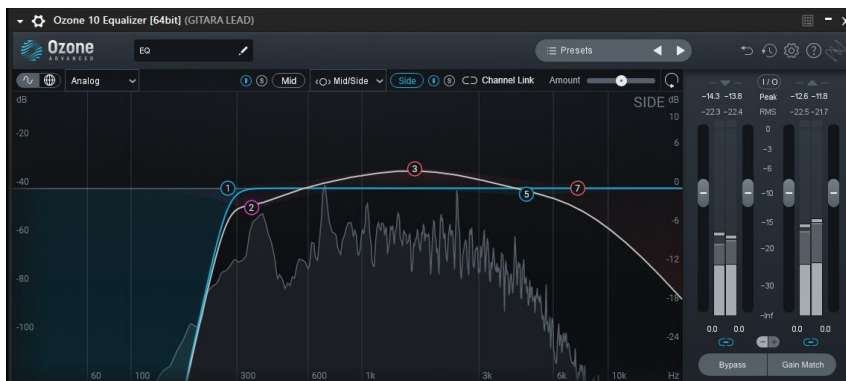 Ozone 10 Equalizer [64bit] (GITARA LEAD)
Ozone
ADVANCED
EQ
Presets
Analog
S
Mid
Mid/Side
Side
S
Channel Link
Amount
I/O
-14.3 -13.8 Peak -12.6 -11.8
-22.3 -22.4 RMS -22.5 -21.7
dB
SIDE dB
10
6
0
-6
-12
-18
-24
Hz
-20
-40
-60
-80
-100
1
2
3
5
7
60
100
300
600
1k
3k
6k
10k
0
-3
-6
-10
-15
-20
-30
-Inf
0.0 0.0
0.0 0.0
Bypass
Gain Match